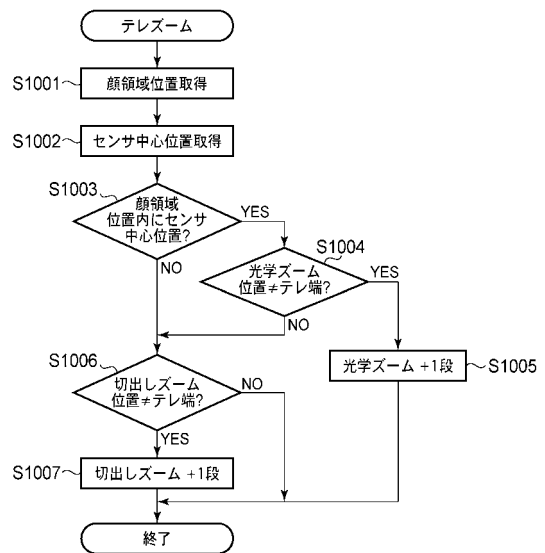 テレズーム
S1001
顔領域位置取得
S1002
センサ中心位置取得
S1003
顔領域
位置内にセンサ
中心位置?
YES
NO
S1004
光学ズーム
位置≠テレ端?
YES
NO
S1005
光学ズーム +1段
S1006
切出しズーム
位置≠テレ端?
NO
YES
S1007
切出しズーム +1段
終了